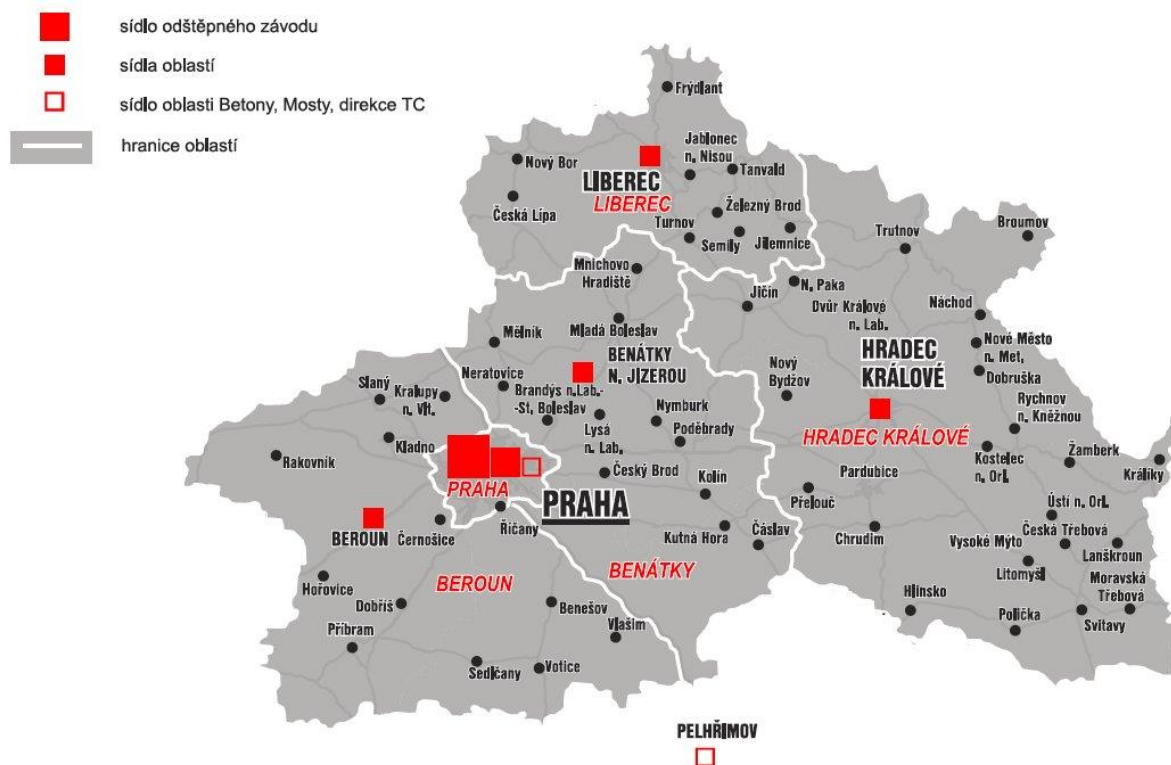 sídlo odštěpného závodu
sídla oblastí
sídlo oblasti Betony, Mosty, direkce TC
hranice oblastí
Frýdlant
Jablonec
n. Nisou
Nový Bor
Tanvald
LIBEREC
LIBEREC
Česká Lípa
Železný Brod
Turnov
Semily
Jilemnice
Trutnov
Broumov
Mnichovo
Hradiště
Jičín
N. Paka
Dvůr Králové
n. Lab.
Náchod
Mělník
Mladá Boleslav
Nové Město
n. Met.
HRADEC
KRÁLOVÉ
BENÁTKY
N. JIZEROU
Nový
Bydžov
Dobruška
Neratovice
Slaný
Kralupy
n. Vlt.
Brandýs n.Lab.-
-St. Boleslav
Nymburk
Rychnov
n. Kněžnou
Lysá
n. Lab.
Poděbrady
HRADEC KRÁLOVÉ
Kladno
Rakovník
Kostelec
n. Orl.
Žamberk
Český Brod
Kolín
Pardubice
Králíky
PRAHA
PRAHA
Přelouč
Ústí n. Orl.
Říčany
BEROUN
Černošice
Kutná Hora
Čáslav
Chrudim
Vysoké Mýto
Česká Třebová
Lanškroun
Litomyšl
BENÁTKY
BEROUN
Hořovice
Moravská
Třebová
Dobříš
Benešov
Hlinsko
Příbram
Vlašim
Polička
Svitavy
Sedlčany
Votice
PELHŘIMOV